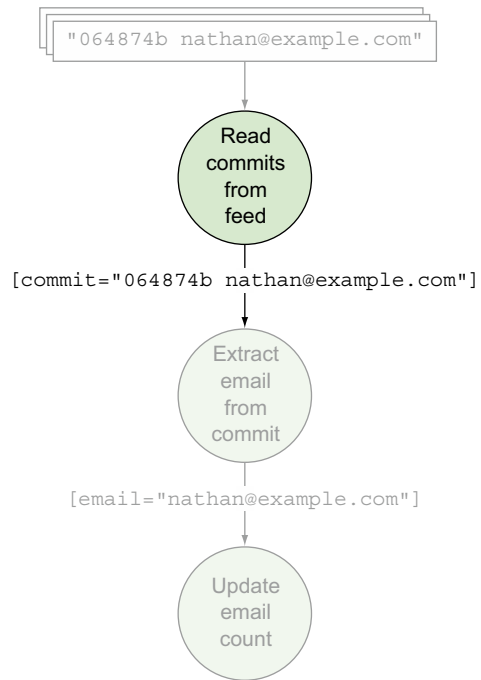 "064874b nathan@example.com"
Read
commits
from
feed
[commit="064874b nathan@example.com"]
Extract
email
from
commit
[email="nathan@example.com"]
Update
email
count